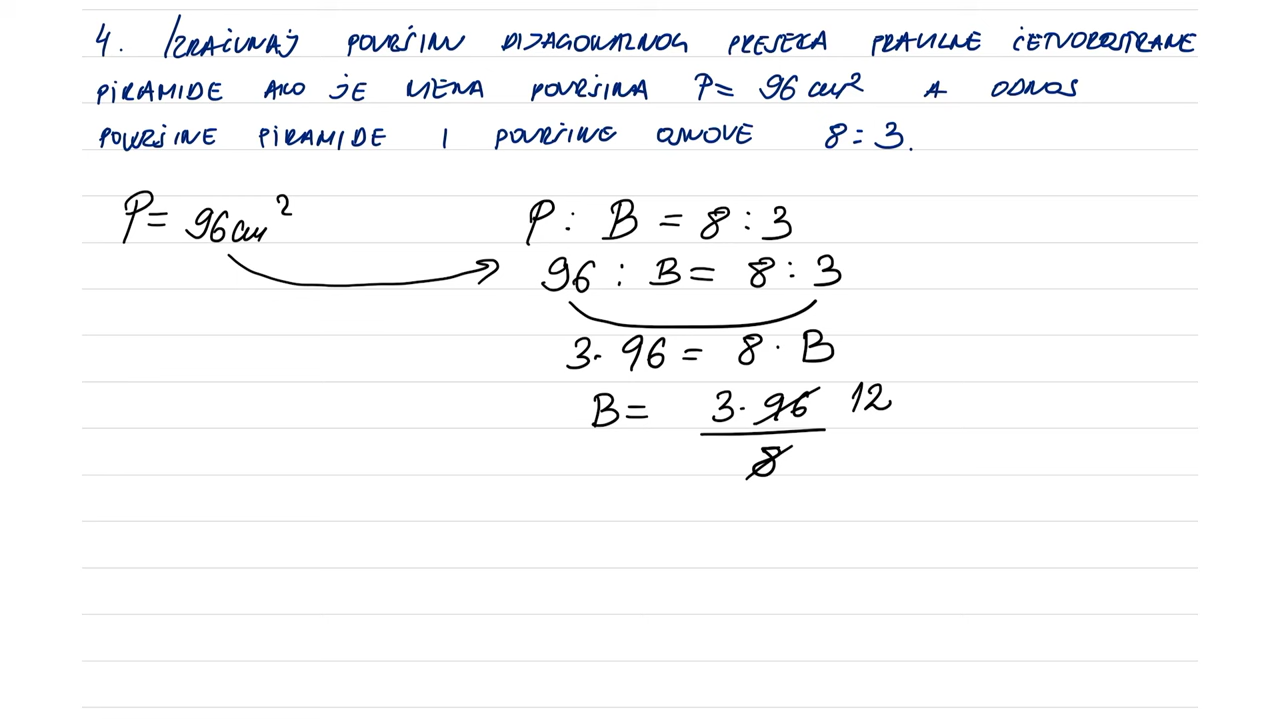 4. IZRAČUNAJ POVRŠINU DIJAGONALNOG PRESEKA PRAVILNE ČETVOROSTRANE
PIRAMIDE AKO JE NJENA POVRŠINA P= 96 cm² A ODNOS
POVRŠINE PIRAMIDE I POVRŠINE OSNOVE 8:3.
P= 96 cm²
P : B = 8 : 3
96 : B = 8 : 3
3 · 96 = 8 · B
B = 3 · 96 / 8 12